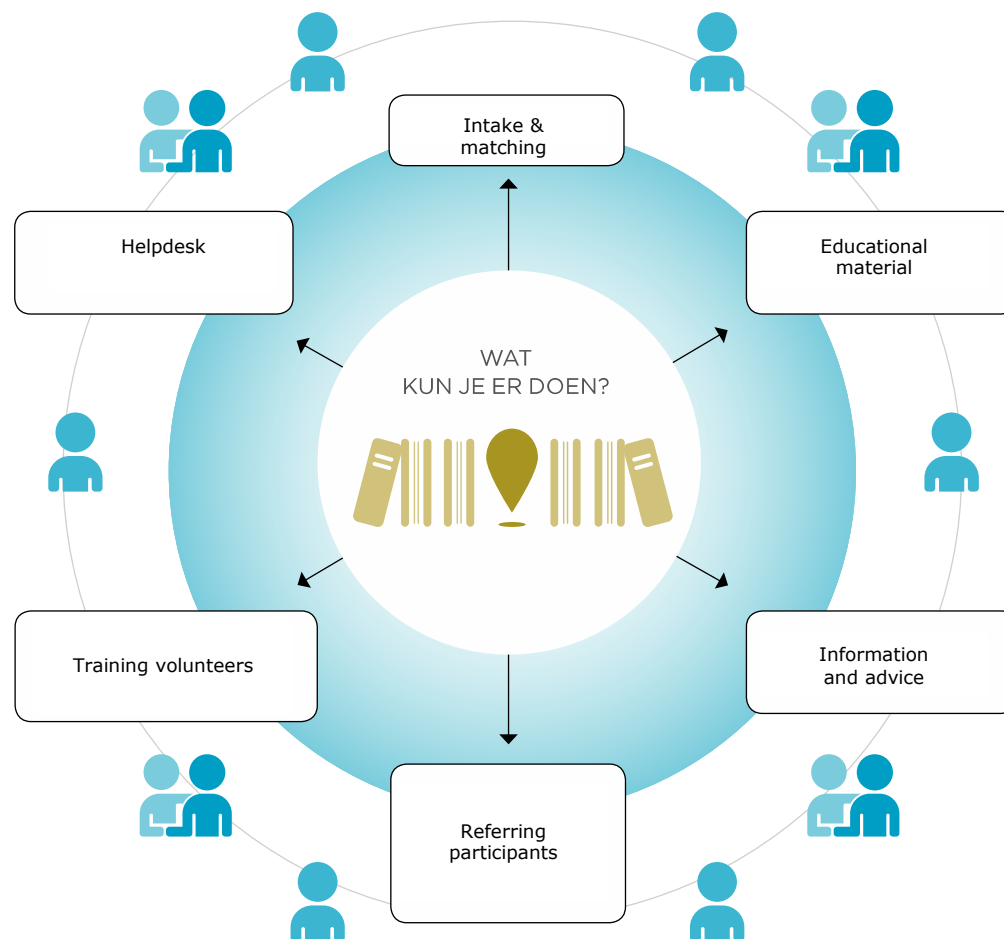 Intake &
matching
Helpdesk
Educational
material
WAT
KUN JE ER DOEN?
Training volunteers
Information
and advice
Referring
participants